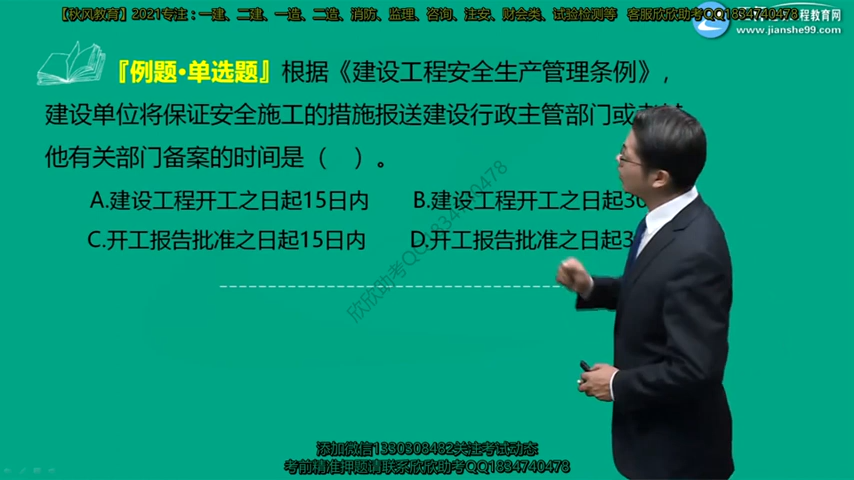 【秋风教育】2021专注：一建、二建、一造、二造、消防、监理、咨询、注安、财会类、试验检测等 客服欣欣助考QQ1834740478
程教育网
www.jianshe99.com
『例题·单选题』根据《建设工程安全生产管理条例》，
建设单位将保证安全施工的措施报送建设行政主管部门或者
他有关部门备案的时间是（ ）。
A.建设工程开工之日起15日内 B.建设工程开工之日起30
C.开工报告批准之日起15日内 D.开工报告批准之日起3
欣欣助考QQ1834740478
添加微信1330308482关注考试动态
考前精准押题请联系欣欣助考QQ1834740478